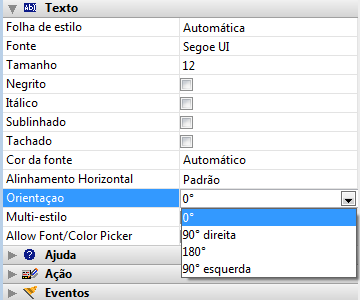 Texto
Folha de estilo Automática
Fonte Segoe UI
Tamanho 12
Negrito
Itálico
Sublinhado
Tachado
Cor da fonte Automático
Alinhamento Horizontal Padrão
Orientaçao 0°
Multi-estilo 0°
Allow Font/Color Picker 90° direita
180°
Ajuda 90° esquerda
Ação
Eventos